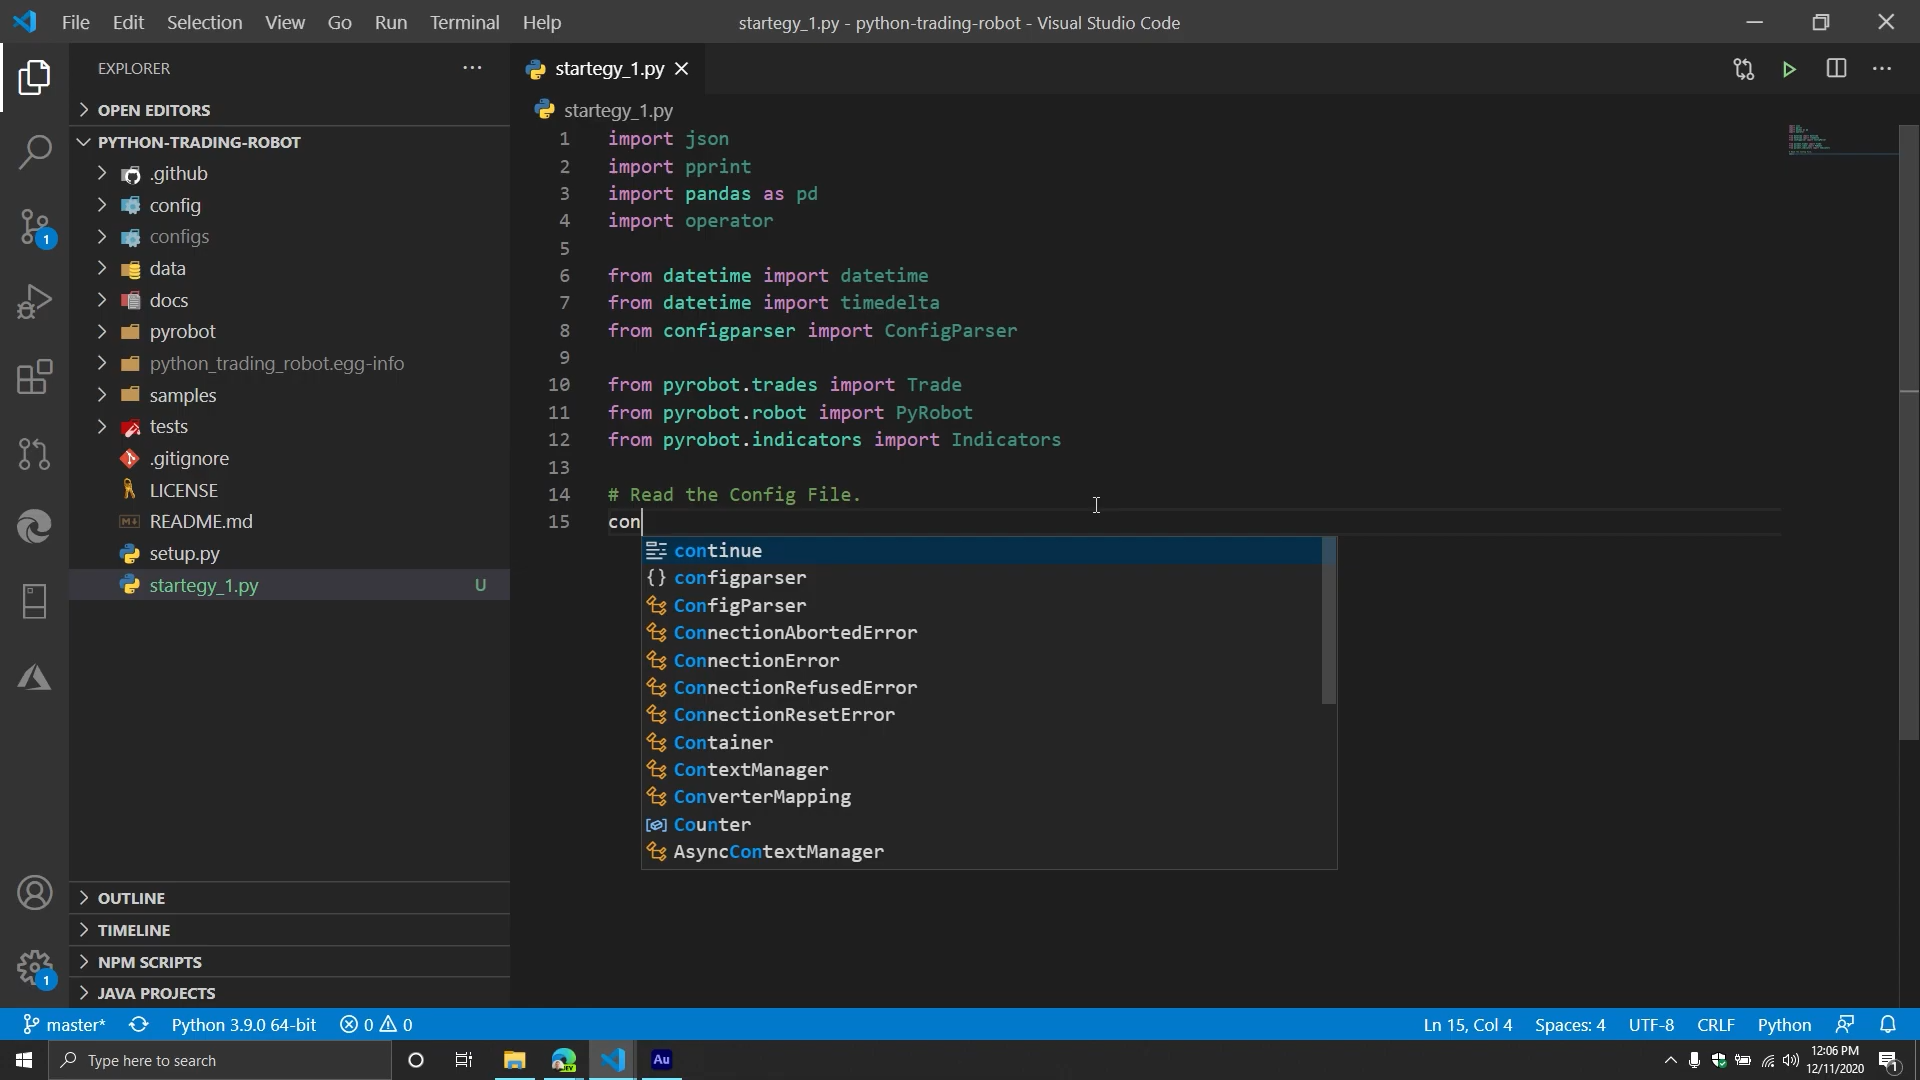 File Edit Selection View Go Run Terminal Help
startegy_1.py - python-trading-robot - Visual Studio Code
EXPLORER
OPEN EDITORS
PYTHON-TRADING-ROBOT
.github
config
configs
data
docs
pyrobot
python_trading_robot.egg-info
samples
tests
.gitignore
LICENSE
README.md
setup.py
startegy_1.py U
OUTLINE
TIMELINE
NPM SCRIPTS
JAVA PROJECTS
1
1
startegy_1.py
startegy_1.py
1 import json
2 import pprint
3 import pandas as pd
4 import operator
5
6 from datetime import datetime
7 from datetime import timedelta
8 from configparser import ConfigParser
9
10 from pyrobot.trades import Trade
11 from pyrobot.robot import PyRobot
12 from pyrobot.indicators import Indicators
13
14 # Read the Config File.
15 con
continue
{} configparser
ConfigParser
ConnectionAbortedError
ConnectionError
ConnectionRefusedError
ConnectionResetError
Container
ContextManager
ConverterMapping
Counter
AsyncContextManager
master* Python 3.9.0 64-bit 0 0 Ln 15, Col 4 Spaces: 4 UTF-8 CRLF Python
Type here to search
Au
12:06 PM
12/11/2020
1